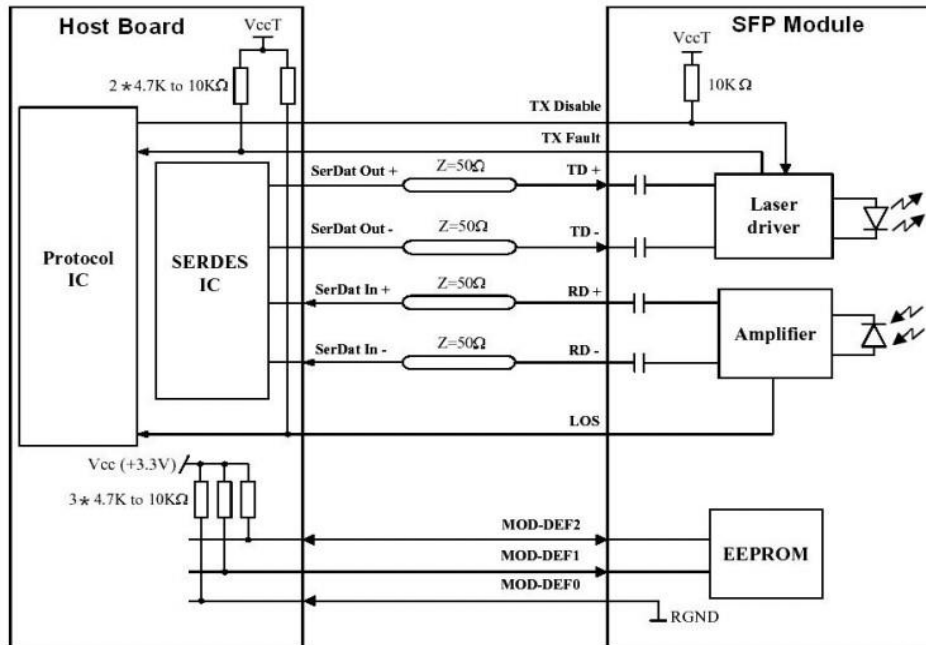 Host Board
SFP Module
VccT
VccT
2*4.7K to 10KΩ
10KΩ
TX Disable
TX Fault
SerDat Out +
Z=50Ω
TD +
SerDat Out -
Z=50Ω
TD -
Laser
driver
Protocol
IC
SERDES
IC
SerDat In +
Z=50Ω
RD +
Amplifier
SerDat In -
Z=50Ω
RD -
LOS
Vcc (+3.3V)
3*4.7K to 10KΩ
MOD-DEF2
MOD-DEF1
EEPROM
MOD-DEF0
RGND